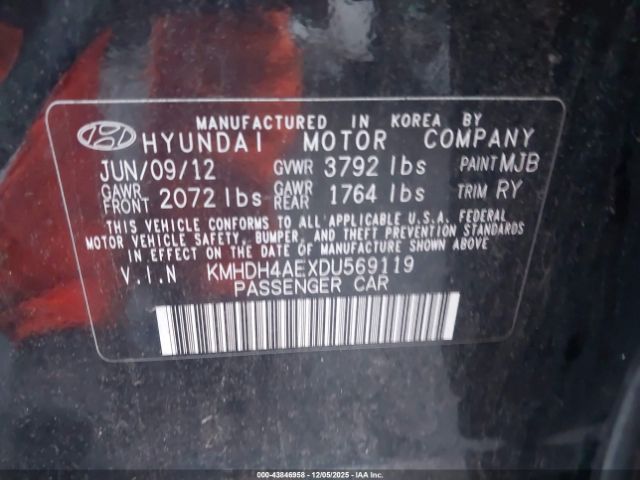 MANUFACTURED IN KOREA BY
HYUNDAI MOTOR COMPANY
JUN/09/12 GVWR 3792 lbs PAINT MJB
GAWR FRONT 2072 lbs GAWR REAR 1764 lbs TRIM RY
THIS VEHICLE CONFORMS TO ALL APPLICABLE U.S.A. FEDERAL
MOTOR VEHICLE SAFETY, BUMPER, AND THEFT PREVENTION STANDARDS
IN EFFECT ON THE DATE OF MANUFACTURE SHOWN ABOVE.
V.I.N KMHDH4AEXDU569119
PASSENGER CAR
000-43846958 - 12/05/2025 - IAAI.COM